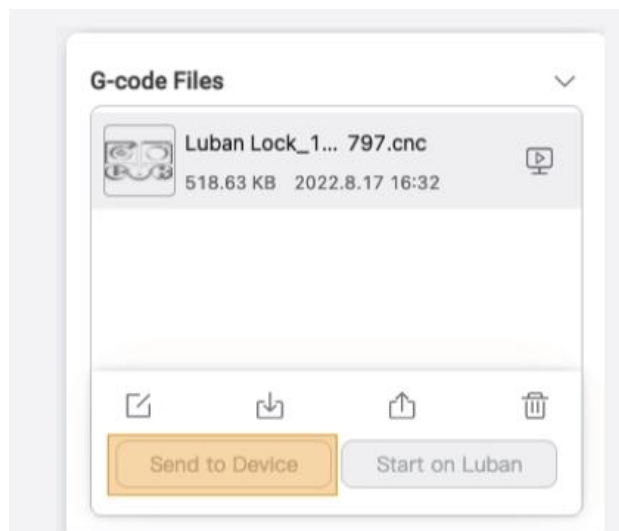 G-code Files
Luban Lock_1... 797.cnc
518.63 KB 2022.8.17 16:32
Send to Device Start on Luban